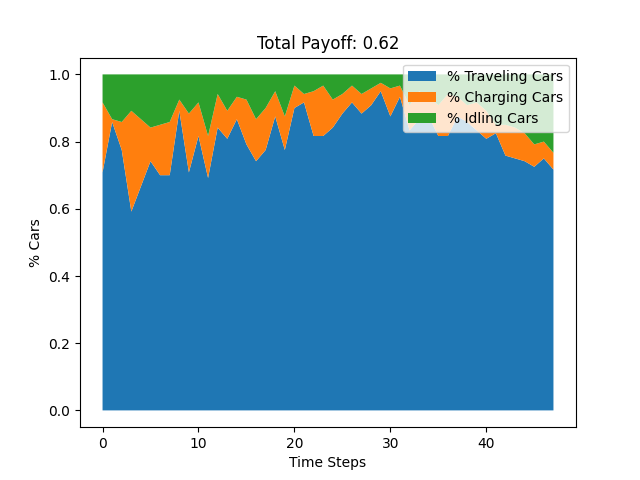 Total Payoff: 0.62
1.0
0.8
0.6
0.4
0.2
0.0
% Cars
% Traveling Cars
% Charging Cars
% Idling Cars
0 10 20 30 40
Time Steps